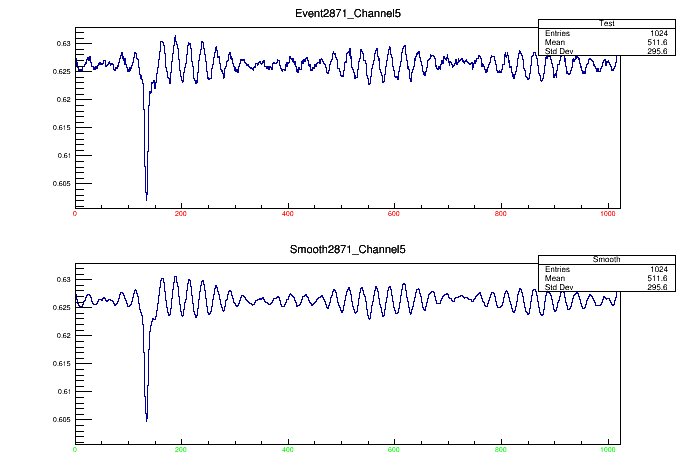 Event2871_Channel5
Test
Entries 1024
Mean 511.6
Std Dev 295.6
0.63
0.625
0.62
0.615
0.61
0.605
0 200 400 600 800 1000
Smooth2871_Channel5
Smooth
Entries 1024
Mean 511.6
Std Dev 295.6
0.63
0.625
0.62
0.615
0.61
0.605
0 200 400 600 800 1000